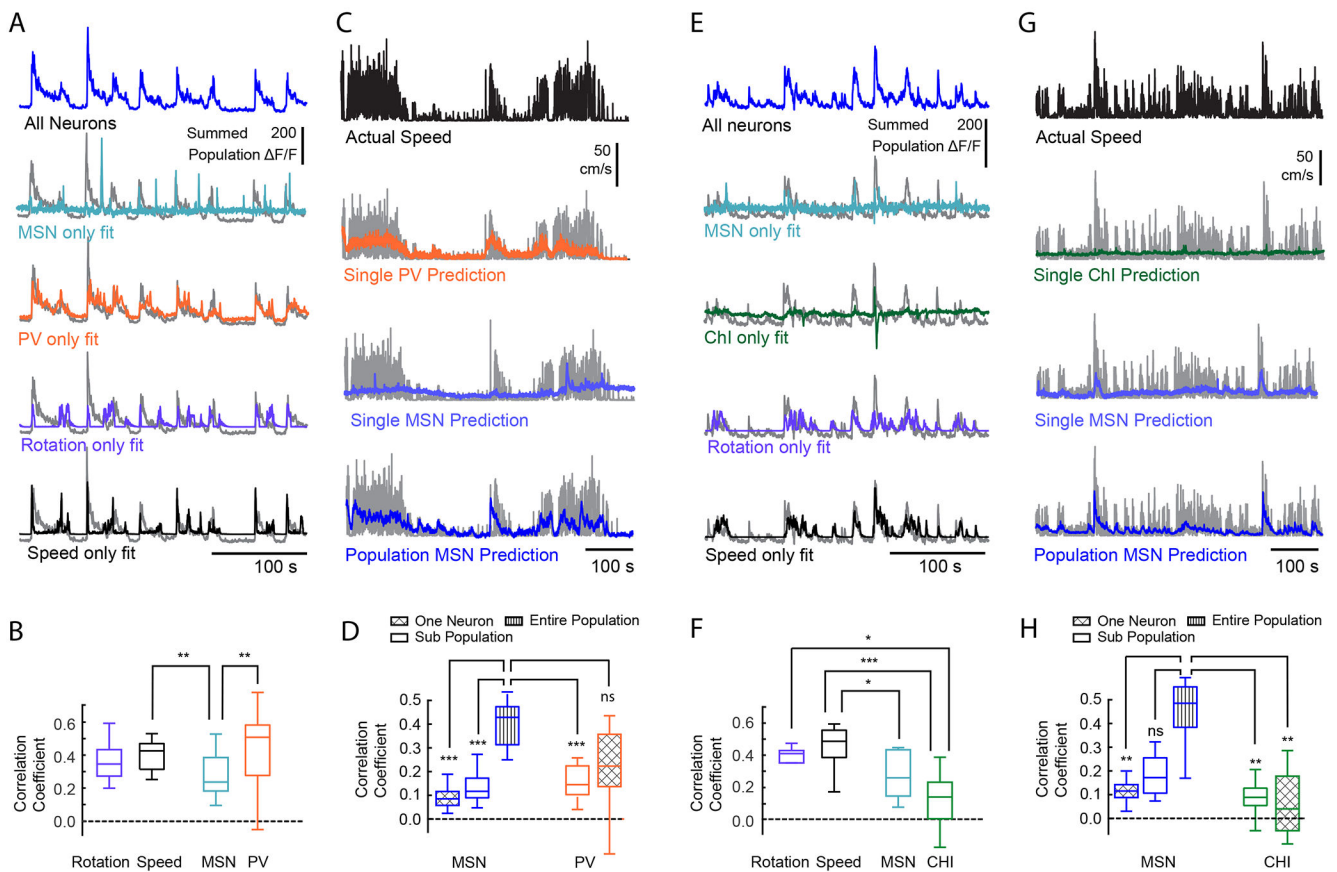 A
All Neurons
Summed 200
Population ΔF/F
MSN only fit
PV only fit
Rotation only fit
Speed only fit
100 s
C
Actual Speed
50
cm/s
Single PV Prediction
Single MSN Prediction
Population MSN Prediction
100 s
E
All neurons
Summed 200
Population ΔF/F
MSN only fit
ChI only fit
Rotation only fit
Speed only fit
100 s
G
Actual Speed
50
cm/s
Single ChI Prediction
Single MSN Prediction
Population MSN Prediction
100 s
B
** **
Correlation
Coefficient
0.6
0.4
0.2
0.0
Rotation Speed MSN PV
D
One Neuron Entire Population
Sub Population
ns
*** *** ***
Correlation
Coefficient
0.5
0.4
0.3
0.2
0.1
0.0
MSN PV
F
*
***
*
Correlation
Coefficient
0.6
0.4
0.2
0.0
Rotation Speed MSN CHI
H
One Neuron Entire Population
Sub Population
** ns ** **
Correlation
Coefficient
0.5
0.4
0.3
0.2
0.1
0.0
MSN CHI